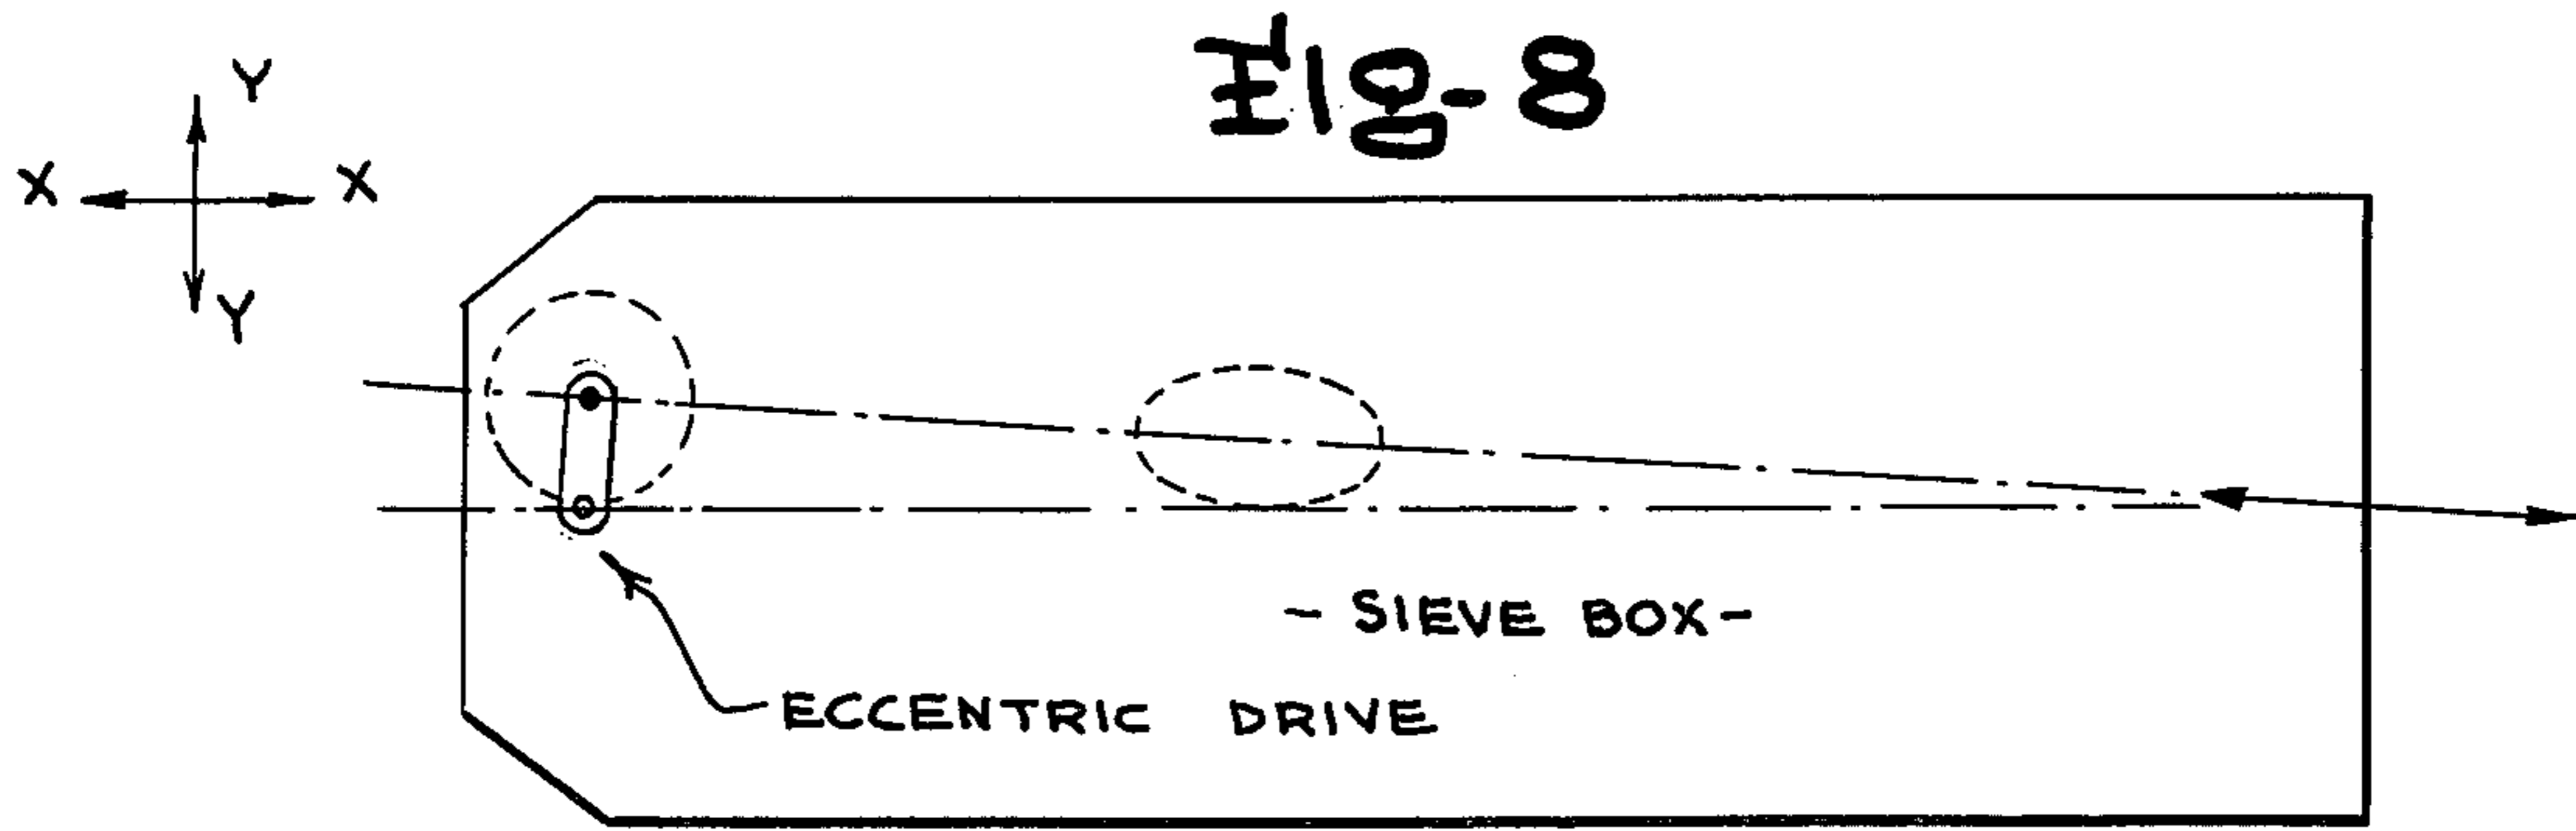 Fig-8
Y
X X
Y
- SIEVE BOX -
ECCENTRIC DRIVE